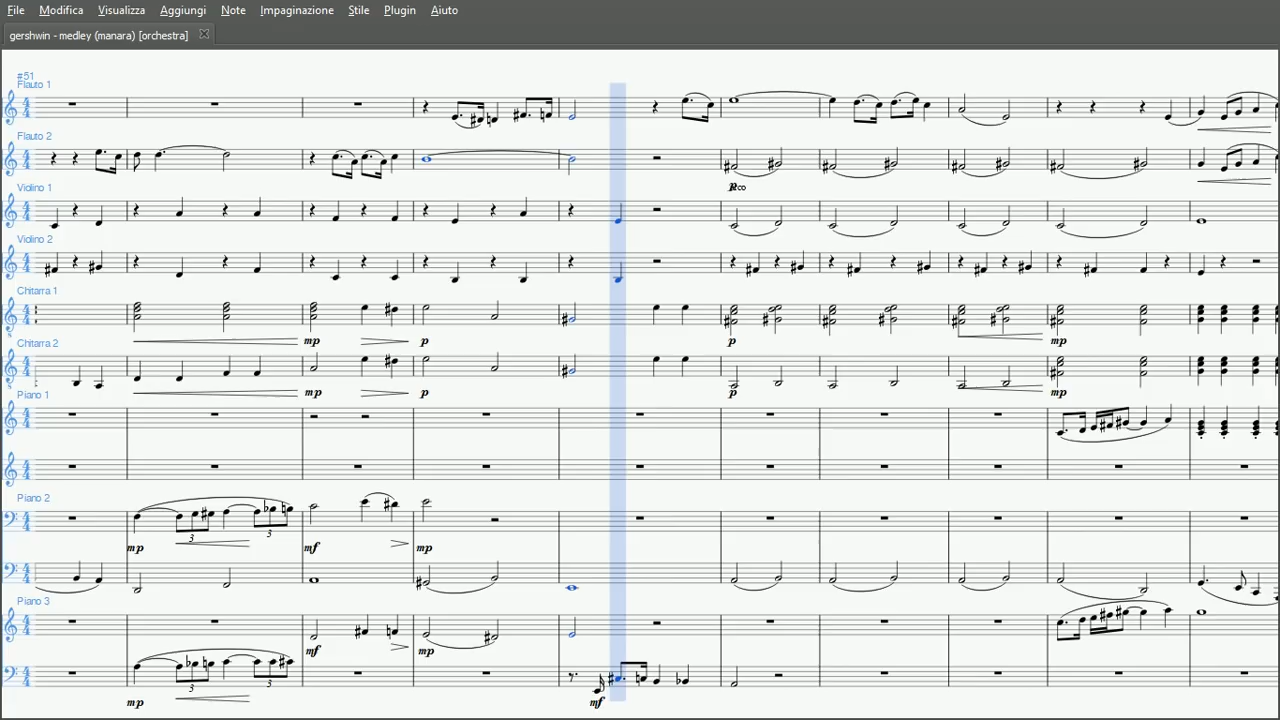 File Modifica Visualizza Aggiungi Note Impaginazione Stile Plugin Aiuto
gershwin - medley (manara) [orchestra]
#51
Flauto 1
Flauto 2
Violino 1
Violino 2
Chitarra 1
mp p p mp
Chitarra 2
mp p p mp
Piano 1
Piano 2
mp 3 3 mf mp
Piano 3
mf mp
mp 3 3 mf